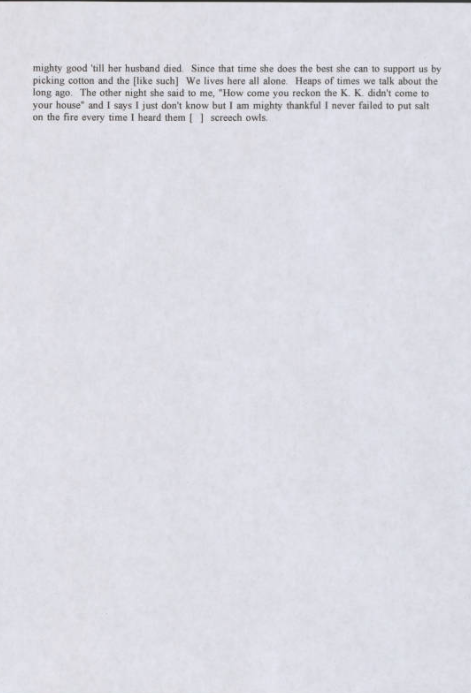 mighty good 'till her husband died. Since that time she does the best she can to support us by
picking cotton and the [like such] We lives here all alone. Heaps of times we talk about the
long ago. The other night she said to me, "How come you reckon the K. K. didn't come to
your house" and I says I just don't know but I am mighty thankful I never failed to put salt
on the fire every time I heard them [ ] screech owls.